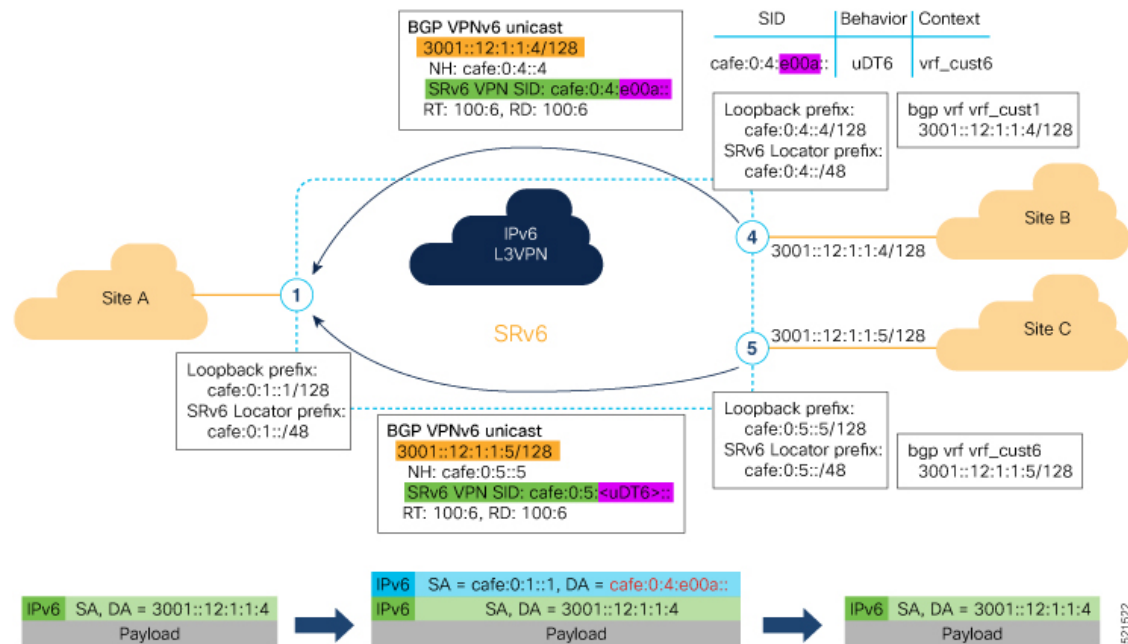 BGP VPNv6 unicast
3001::12:1:1:4/128
NH: cafe:0:4::4
SRv6 VPN SID: cafe:0:4:e00a::
RT: 100:6, RD: 100:6
SID Behavior Context
cafe:0:4:e00a:: uDT6 vrf_cust6
Loopback prefix:
cafe:0:4::4/128
SRv6 Locator prefix:
cafe:0:4::/48
bgp vrf vrf_cust1
3001::12:1:1:4/128
IPv6
L3VPN
Site A
1
SRv6
4
3001::12:1:1:4/128
Site B
5
3001::12:1:1:5/128
Site C
Loopback prefix:
cafe:0:1::1/128
SRv6 Locator prefix:
cafe:0:1::/48
BGP VPNv6 unicast
3001::12:1:1:5/128
NH: cafe:0:5::5
SRv6 VPN SID: cafe:0:5:<uDT6>::
RT: 100:6, RD: 100:6
Loopback prefix:
cafe:0:5::5/128
SRv6 Locator prefix:
cafe:0:5::/48
bgp vrf vrf_cust6
3001::12:1:1:5/128
IPv6 SA, DA = 3001::12:1:1:4
Payload
IPv6 SA = cafe:0:1::1, DA = cafe:0:4:e00a::
IPv6 SA, DA = 3001::12:1:1:4
Payload
IPv6 SA, DA = 3001::12:1:1:4
Payload
521522